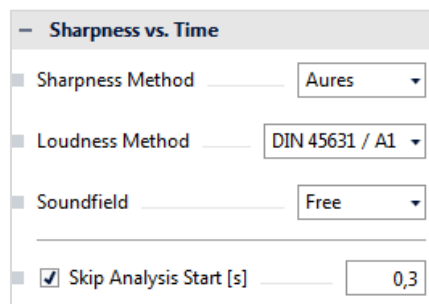 Sharpness vs. Time
Sharpness Method Aures
Loudness Method DIN 45631 / A1
Soundfield Free
Skip Analysis Start [s] 0,3